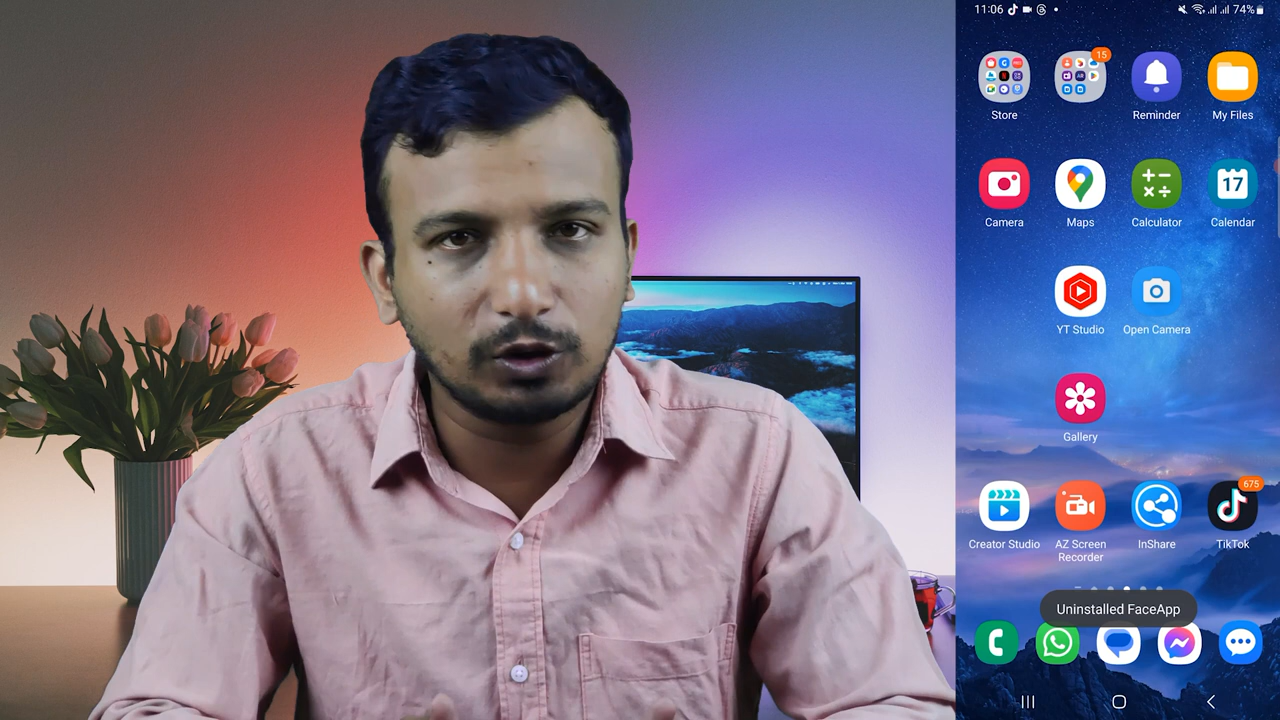 11:06
74%
15
Store
Reminder
My Files
17
Camera
Maps
Calculator
Calendar
YT Studio
Open Camera
Gallery
675
Creator Studio
AZ Screen
Recorder
InShare
TikTok
Uninstalled FaceApp